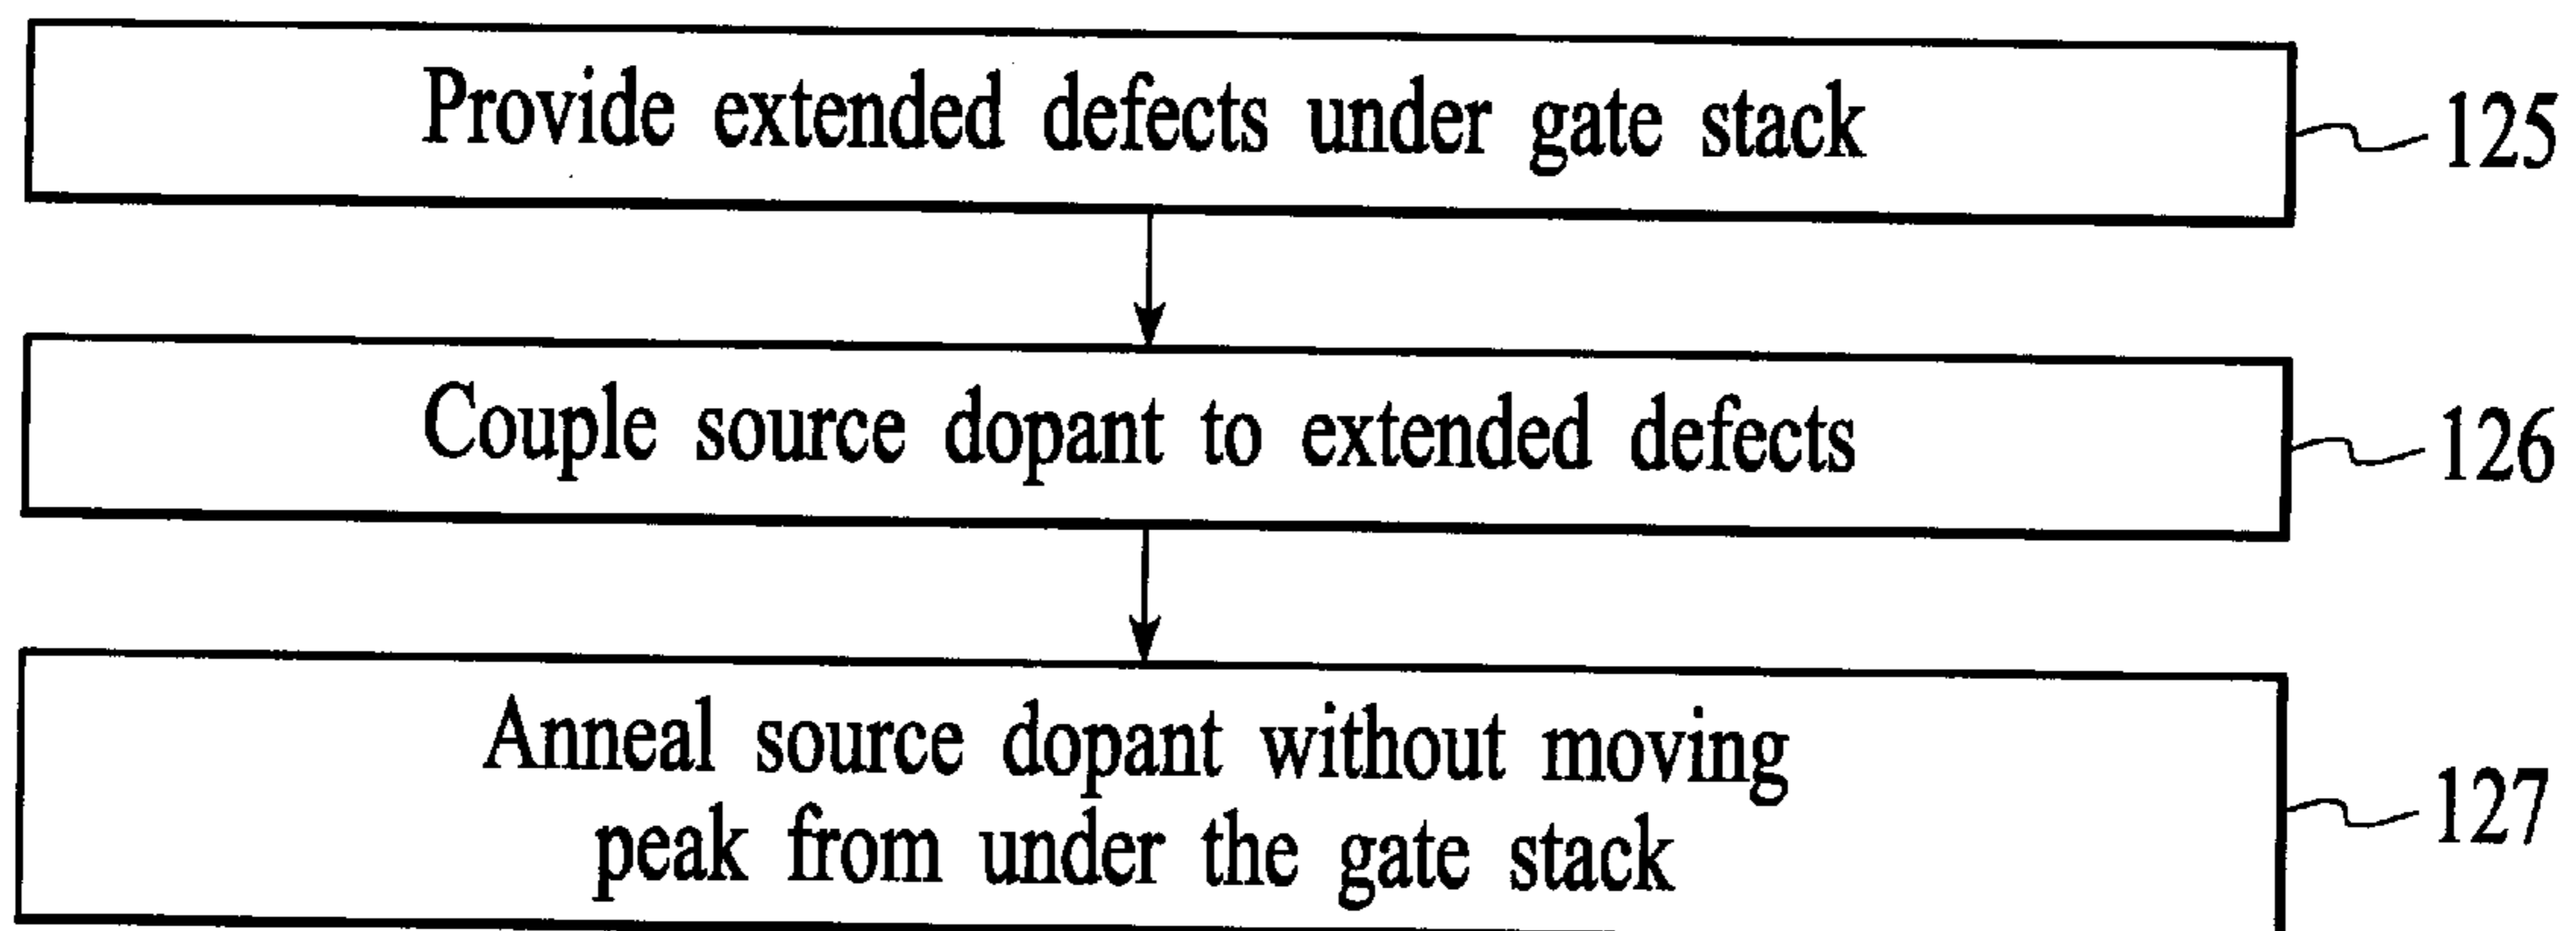 Provide extended defects under gate stack
125
Couple source dopant to extended defects
126
Anneal source dopant without moving
peak from under the gate stack
127